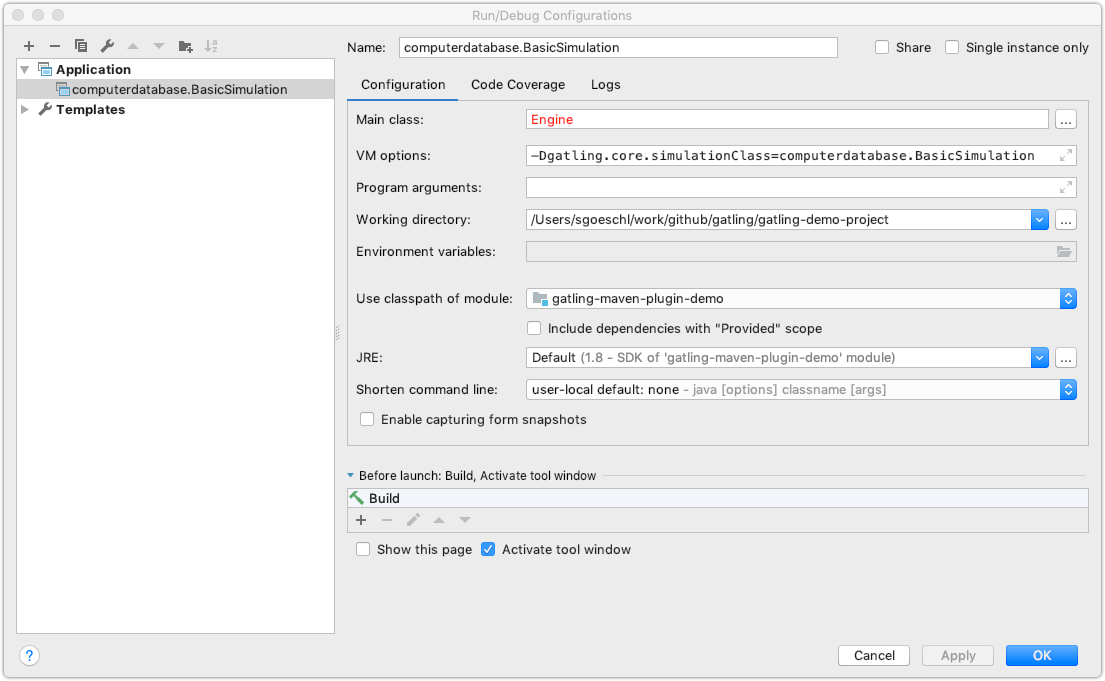 Run/Debug Configurations
Name: computerdatabase.BasicSimulation Share Single instance only
Application
computerdatabase.BasicSimulation
Templates
Configuration Code Coverage Logs
Main class: Engine ...
VM options: -Dgatling.core.simulationClass=computerdatabase.BasicSimulation
Program arguments:
Working directory: /Users/sgoeschl/work/github/gatling/gatling-demo-project ...
Environment variables:
Use classpath of module: gatling-maven-plugin-demo
Include dependencies with "Provided" scope
JRE: Default (1.8 - SDK of 'gatling-maven-plugin-demo' module) ...
Shorten command line: user-local default: none - java [options] classname [args]
Enable capturing form snapshots
Before launch: Build, Activate tool window
Build
Show this page Activate tool window
? Cancel Apply OK